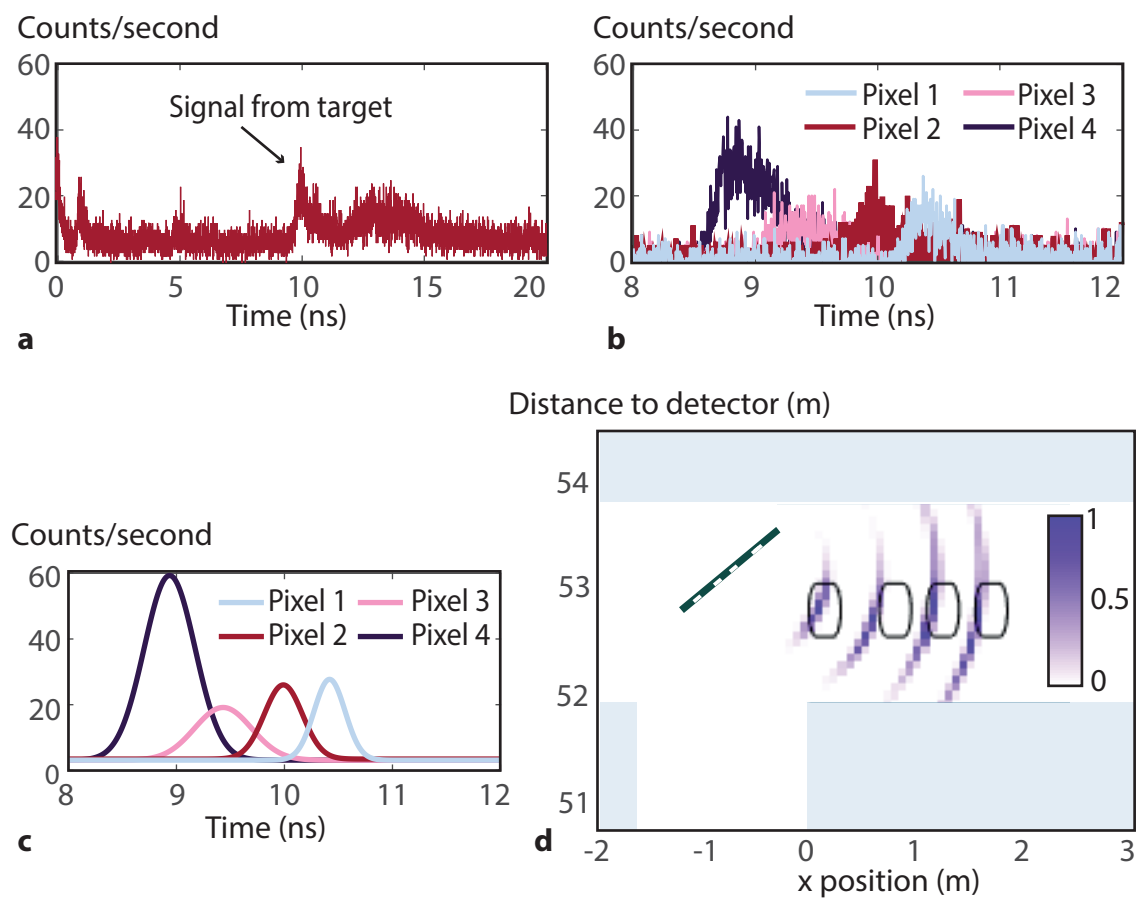 Counts/second
60
40
20
0
Signal from target
0 5 10 15 20
Time (ns)
a
Counts/second
60
40
20
0
Pixel 1 Pixel 3
Pixel 2 Pixel 4
8 9 10 11 12
Time (ns)
b
Counts/second
60
40
20
0
Pixel 1 Pixel 3
Pixel 2 Pixel 4
8 9 10 11 12
Time (ns)
c
Distance to detector (m)
54
53
52
51
1
0.5
0
-2 -1 0 1 2 3
x position (m)
d